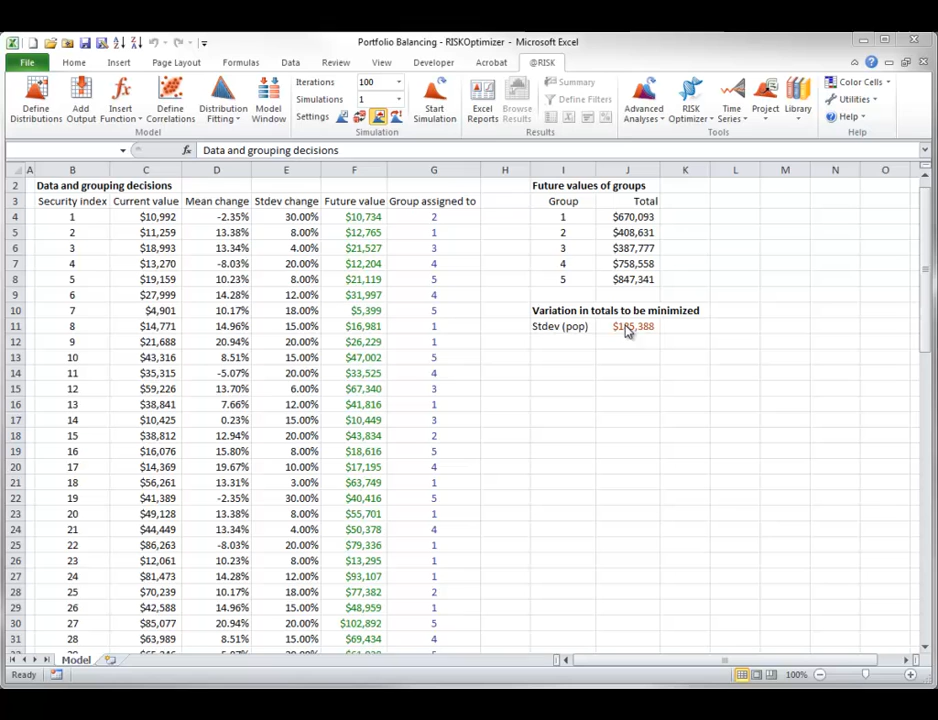 Portfolio Balancing - RISKOptimizer - Microsoft Excel
File Home Insert Page Layout Formulas Data Review View Developer Acrobat @RISK
Define Distributions Add Output Insert Function Define Correlations Distribution Fitting Model Window
Iterations 100
Simulations 1
Settings
Start Simulation Excel Reports Browse Results
Summary
Define Filters
Advanced Analyses RISK Optimizer Time Series Project Library
Color Cells
Utilities
Help
Model Simulation Results Tools Help
fx Data and grouping decisions
A B C D E F G H I J K L M N O
2 Data and grouping decisions Future values of groups
3 Security index Current value Mean change Stdev change Future value Group assigned to Group Total
4 1 $10,992 -2.35% 30.00% $10,734 2 1 $670,093
5 2 $11,259 13.38% 8.00% $12,765 1 2 $408,631
6 3 $18,993 13.34% 4.00% $21,527 3 3 $387,777
7 4 $13,270 -8.03% 20.00% $12,204 4 4 $758,558
8 5 $19,159 10.23% 8.00% $21,119 5 5 $847,341
9 6 $27,999 14.28% 12.00% $31,997 4
10 7 $4,901 10.17% 18.00% $5,399 5 Variation in totals to be minimized
11 8 $14,771 14.96% 15.00% $16,981 1 Stdev (pop)
12 9 $21,688 20.94% 20.00% $26,229 1
13 10 $43,316 8.51% 15.00% $47,002 5
14 11 $35,431 -5.07% 20.00% $33,525 4
15 12 $59,226 13.70% 6.00% $67,340 3
16 13 $38,841 7.66% 12.00% $41,816 1
17 14 $10,425 0.23% 15.00% $10,449 3
18 15 $38,812 12.94% 20.00% $43,834 2
19 16 $16,076 15.80% 8.00% $18,616 5
20 17 $14,369 19.67% 10.00% $17,195 4
21 18 $56,261 13.31% 3.00% $63,749 1
22 19 $41,389 -2.35% 30.00% $40,416 5
23 20 $49,128 13.38% 8.00% $55,701 1
24 21 $44,449 13.34% 4.00% $50,378 4
25 22 $86,263 -8.03% 20.00% $79,336 1
26 23 $12,061 10.23% 8.00% $13,295 1
27 24 $81,473 14.28% 12.00% $93,107 1
28 25 $70,239 10.17% 18.00% $77,382 2
29 26 $42,588 14.96% 15.00% $48,959 1
30 27 $85,077 20.94% 20.00% $102,892 5
31 28 $63,989 8.51% 15.00% $69,434 4
Model
Ready 100%